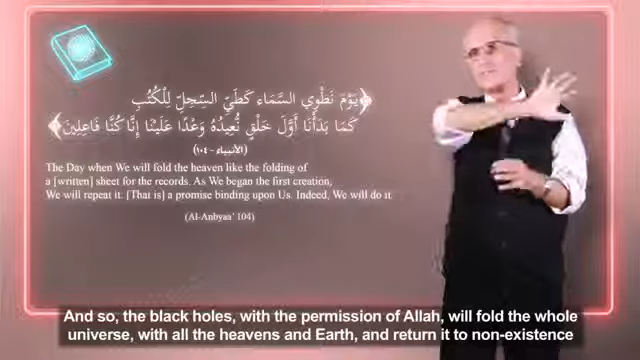 ﴿يَوْمَ نَطْوِي السَّمَاء كَطَيِّ السِّجِلِّ لِلْكُتُبِ
كَمَا بَدَأْنَا أَوَّلَ خَلْقٍ نُّعِيدُهُ وَعْدًا عَلَيْنَا إِنَّا كُنَّا فَاعِلِينَ﴾
(الأنبياء - ١٠٤)
The Day when We will fold the heaven like the folding of
a [written] sheet for the records. As We began the first creation,
We will repeat it. [That is] a promise binding upon Us. Indeed, We will do it
(Al-Anbyaa' 104)
And so, the black holes, with the permission of Allah, will fold the whole
universe, with all the heavens and Earth, and return it to non-existence